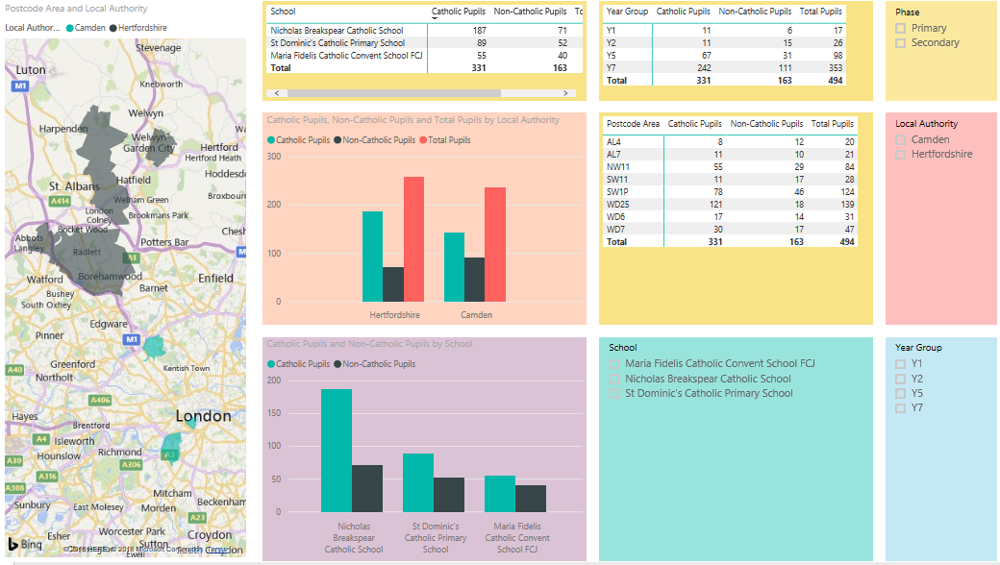 Postcode Area and Local Authority
Local Author... Camden Hertfordshire
Stevenage
Luton
M1
Knebworth
Welwyn
Harpenden
Welwyn
Garden City
Hertford
Hertford Heath
Hatfield
Hoddesdo
St. Albans
A414
Welham Green
Broxbourn
London
Colney
Brookmans Park
Bricket Wood
Chesh
Abbots
Langley
Potters Bar
Radlett
A1
M
Watford
Borehamwood
Enfield
Barnet
Bushey
South Oxhey
Edgware
Pinner
M1
Greenford
Kentish Town
A40
Northolt
A406
Hayes
London
Brentford
A4
Isleworth
Richmond
A3
A30
Hounslow
A306
A316
A308
Mitcham
Sunbury
East Molesey
Morden
Beckenham
A23
Worcester Park
Croydon
Esher
Sutton
Bing
Ewell
School Catholic Pupils Non-Catholic Pupils Tc
Nicholas Breakspear Catholic School 187 71
St Dominic's Catholic Primary School 89 52
Maria Fidelis Catholic Convent School FCJ 55 40
Total 331 163
Year Group Catholic Pupils Non-Catholic Pupils Total Pupils
Y1 11 6 17
Y2 11 15 26
Y5 67 31 98
Y7 242 111 353
Total 331 163 494
Phase
Primary
Secondary
Catholic Pupils, Non-Catholic Pupils and Total Pupils by Local Authority
Catholic Pupils Non-Catholic Pupils Total Pupils
300
200
100
0
Hertfordshire Camden
Postcode Area Catholic Pupils Non-Catholic Pupils Total Pupils
AL4 8 12 20
AL7 11 10 21
NW11 55 29 84
SW11 11 17 28
SW1P 78 46 124
WD25 121 18 139
WD6 17 14 31
WD7 30 17 47
Total 331 163 494
Local Authority
Camden
Hertfordshire
Catholic Pupils and Non-Catholic Pupils by School
Catholic Pupils Non-Catholic Pupils
200
150
100
50
0
Nicholas
Breakspear
Catholic School
St Dominic's
Catholic Primary
School
Maria Fidelis
Catholic Convent
School FCJ
School
Maria Fidelis Catholic Convent School FCJ
Nicholas Breakspear Catholic School
St Dominic's Catholic Primary School
Year Group
Y1
Y2
Y5
Y7